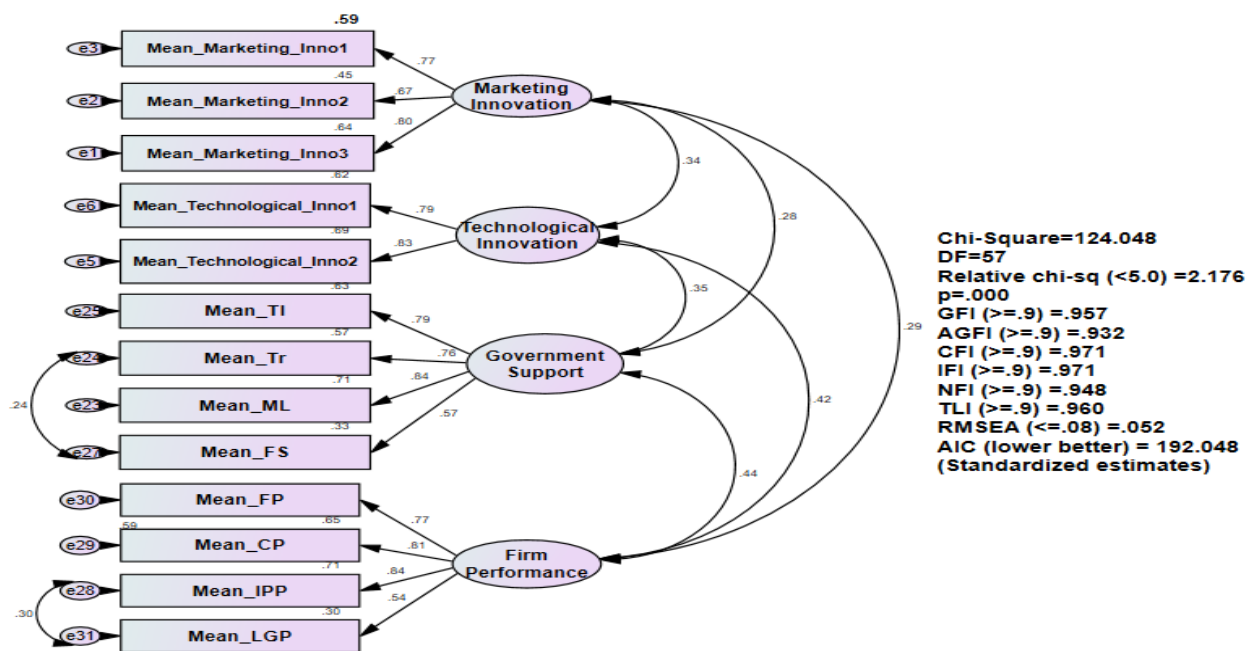 .59
e3
Mean_Marketing_Inno1
.77
.45
e2
Mean_Marketing_Inno2
.67
Marketing
Innovation
.64
.80
e1
Mean_Marketing_Inno3
.34
.62
e6
Mean_Technological_Inno1
.79
.69
Technological
Innovation
.28
e5
Mean_Technological_Inno2
.83
.63
.35
e25
Mean_TI
.79
.57
.29
e24
Mean_Tr
.76
.71
Government
Support
.24
e23
Mean_ML
.84
.42
.33
.57
e27
Mean_FS
.44
e30
Mean_FP
.77
.59
.65
e29
Mean_CP
.81
.71
Firm
Performance
e28
Mean_IPP
.84
.30
.30
.54
e31
Mean_LGP
Chi-Square=124.048
DF=57
Relative chi-sq (<5.0) =2.176
p=.000
GFI (>=.9) =.957
AGFI (>=.9) =.932
CFI (>=.9) =.971
IFI (>=.9) =.971
NFI (>=.9) =.948
TLI (>=.9) =.960
RMSEA (<=.08) =.052
AIC (lower better) = 192.048
(Standardized estimates)